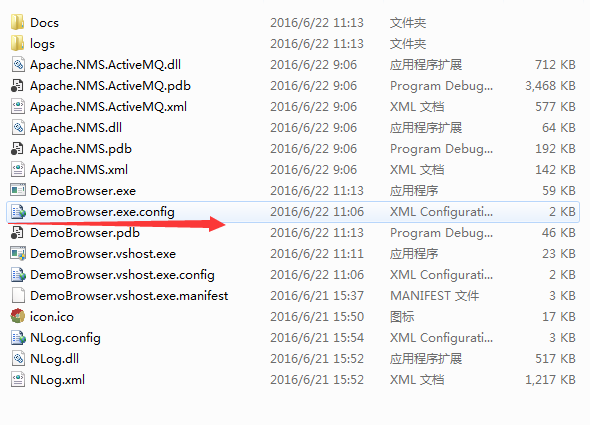 Docs 2016/6/22 11:13 文件夹
logs 2016/6/22 11:13 文件夹
Apache.NMS.ActiveMQ.dll 2016/6/22 9:06 应用程序扩展 712 KB
Apache.NMS.ActiveMQ.pdb 2016/6/22 9:06 Program Debug... 3,468 KB
Apache.NMS.ActiveMQ.xml 2016/6/22 9:06 XML 文档 577 KB
Apache.NMS.dll 2016/6/22 9:06 应用程序扩展 64 KB
Apache.NMS.pdb 2016/6/22 9:06 Program Debug... 192 KB
Apache.NMS.xml 2016/6/22 9:06 XML 文档 142 KB
DemoBrowser.exe 2016/6/22 11:13 应用程序 59 KB
DemoBrowser.exe.config 2016/6/22 11:06 XML Configurati... 2 KB
DemoBrowser.pdb 2016/6/22 11:13 Program Debug... 46 KB
DemoBrowser.vshost.exe 2016/6/22 11:11 应用程序 23 KB
DemoBrowser.vshost.exe.config 2016/6/22 11:06 XML Configurati... 2 KB
DemoBrowser.vshost.exe.manifest 2016/6/21 15:37 MANIFEST 文件 3 KB
icon.ico 2016/6/21 15:50 图标 17 KB
NLog.config 2016/6/21 15:54 XML Configurati... 3 KB
NLog.dll 2016/6/21 15:52 应用程序扩展 517 KB
NLog.xml 2016/6/21 15:52 XML 文档 1,217 KB